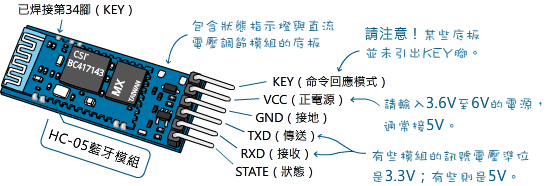 已焊接第34腳（KEY）
包含狀態指示燈與直流
電壓調節模組的底板
請注意！某些底板
並未引出KEY腳。
CSr
BC417143
MX
TAIWAN
HC-05藍牙模組
KEY（命令回應模式）
VCC（正電源）
GND（接地）
TXD（傳送）
RXD（接收）
STATE（狀態）
請輸入3.6V至6V的電源，
通常接5V。
有些模組的訊號電壓準位
是3.3V；有些則是5V。